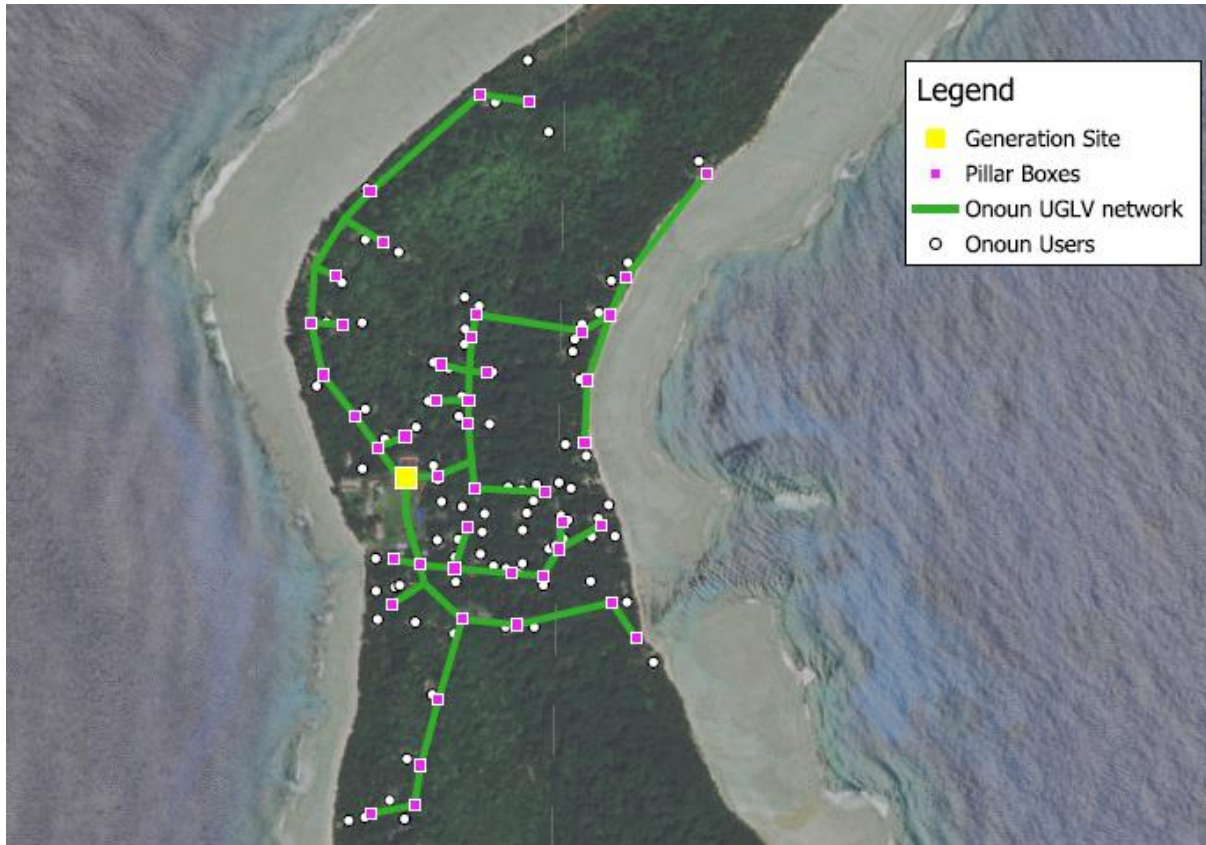 Legend
Generation Site
Pillar Boxes
Onoun UGLV network
Onoun Users